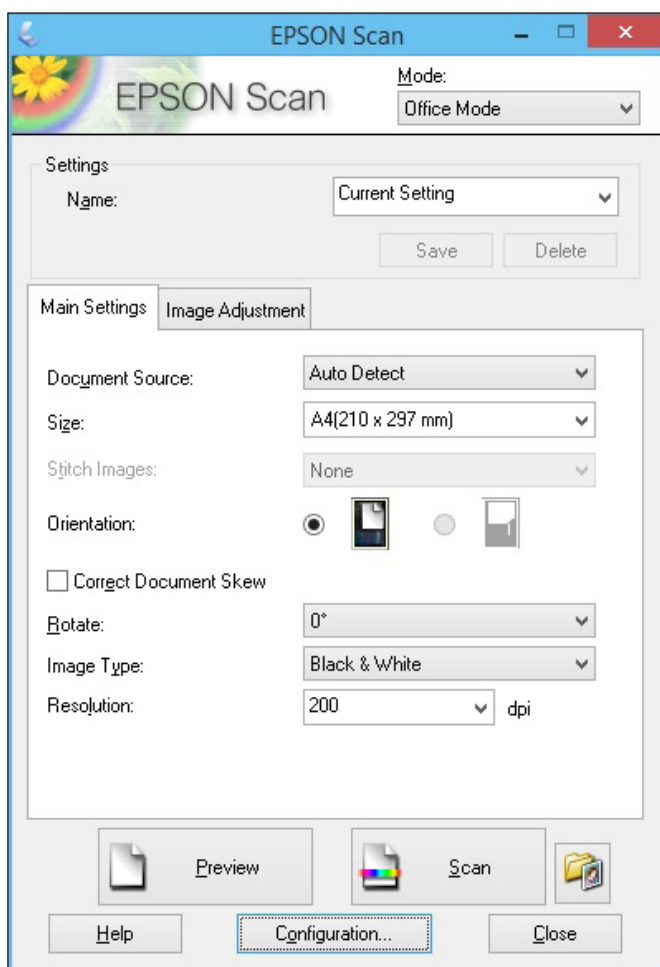 EPSON Scan
EPSON Scan
Mode:
Office Mode
Settings
Name:
Current Setting
Save
Delete
Main Settings
Image Adjustment
Document Source:
Auto Detect
Size:
A4(210 x 297 mm)
Stitch Images:
None
Orientation:
Correct Document Skew
Rotate:
0°
Image Type:
Black & White
Resolution:
200
dpi
Preview
Scan
Help
Configuration...
Close